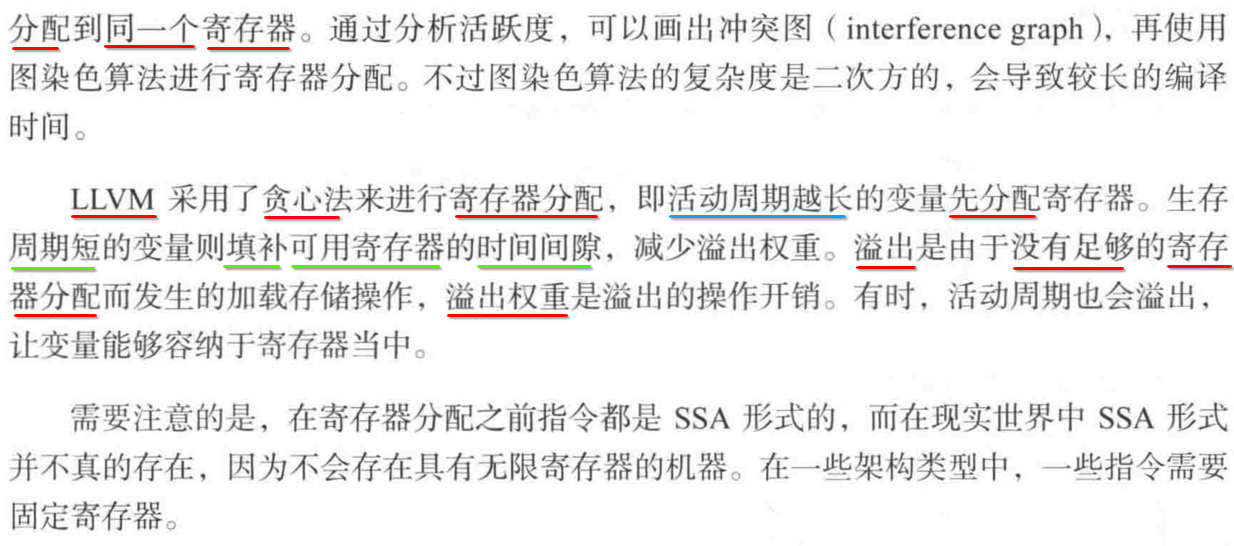 分配到同一个寄存器。通过分析活跃度，可以画出冲突图（interference graph），再使用
图染色算法进行寄存器分配。不过图染色算法的复杂度是二次方的，会导致较长的编译
时间。
LLVM 采用了贪心法来进行寄存器分配，即活动周期越长的变量先分配寄存器。生存
周期短的变量则填补可用寄存器的时间间隙，减少溢出权重。溢出是由于没有足够的寄存
器分配而发生的加载存储操作，溢出权重是溢出的操作开销。有时，活动周期也会溢出，
让变量能够容纳于寄存器当中。
需要注意的是，在寄存器分配之前指令都是 SSA 形式的，而在现实世界中 SSA 形式
并不真的存在，因为不会存在具有无限寄存器的机器。在一些架构类型中，一些指令需要
固定寄存器。